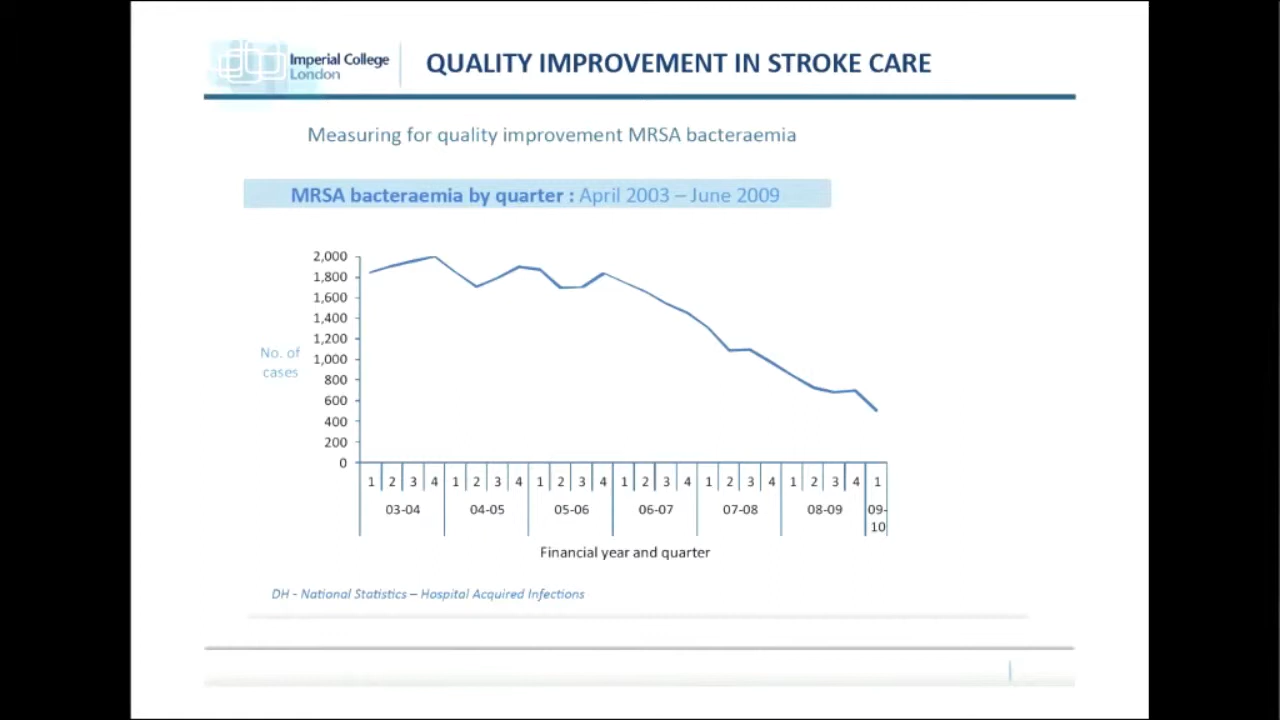 Imperial College
London
QUALITY IMPROVEMENT IN STROKE CARE
Measuring for quality improvement MRSA bacteraemia
MRSA bacteraemia by quarter : April 2003 – June 2009
2,000
1,800
1,600
1,400
1,200
1,000
800
600
400
200
0
No. of
cases
1 2 3 4 1 2 3 4 1 2 3 4 1 2 3 4 1 2 3 4 1 2 3 4 1
03-04 04-05 05-06 06-07 07-08 08-09 09-
10
Financial year and quarter
DH - National Statistics – Hospital Acquired Infections